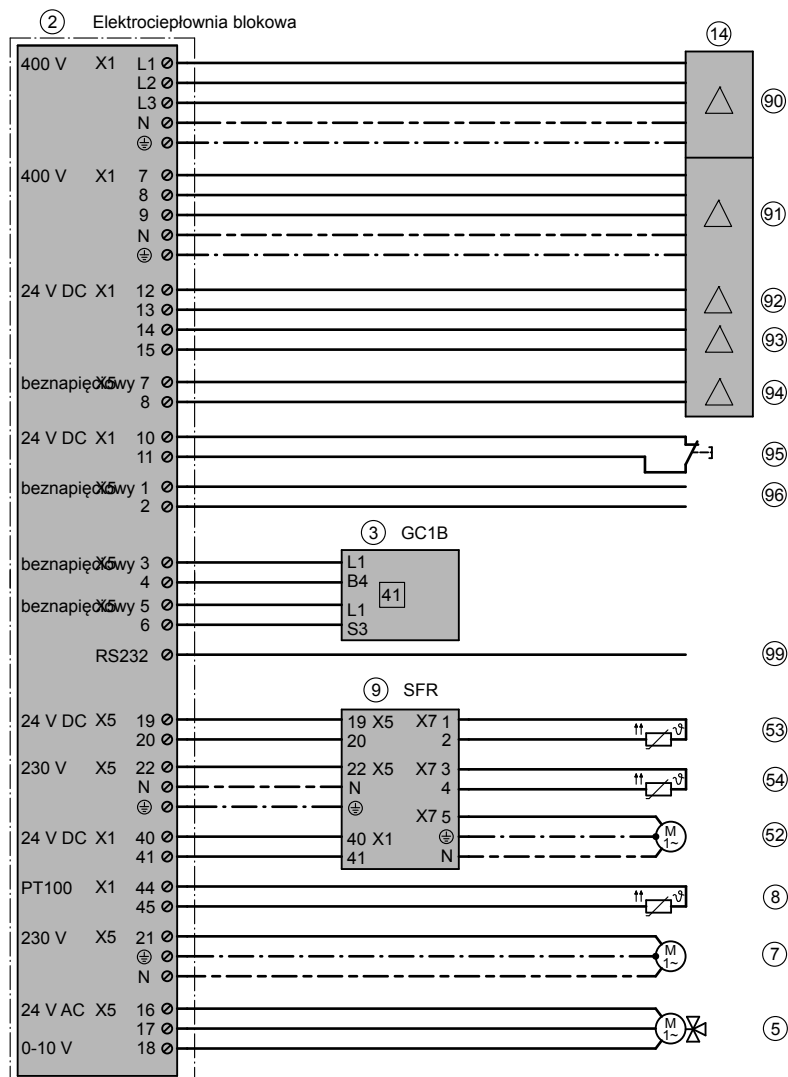 2 Elektrociepłownia blokowa
14
400 V X1 L1
L2
L3
N
90
400 V X1 7
8
9
N
91
24 V DC X1 12
13
92
14
15
93
beznapięciowy X5 7
8
94
24 V DC X1 10
11
95
beznapięciowy X5 1
2
96
3 GC1B
beznapięciowy X5 3 L1
4 B4
41
beznapięciowy X5 5 L1
6 S3
RS232
99
9 SFR
24 V DC X5 19 19 X5 X7 1 ϑ 53
20 20 2
230 V X5 22 22 X5 X7 3 ϑ 54
N N 4
X7 5
24 V DC X1 40 40 X1 M 1~ 52
41 41 N
PT100 X1 44 ϑ 8
45
230 V X5 21
M 1~ 7
N
24 V AC X5 16
17 M 1~ 5
0-10 V 18